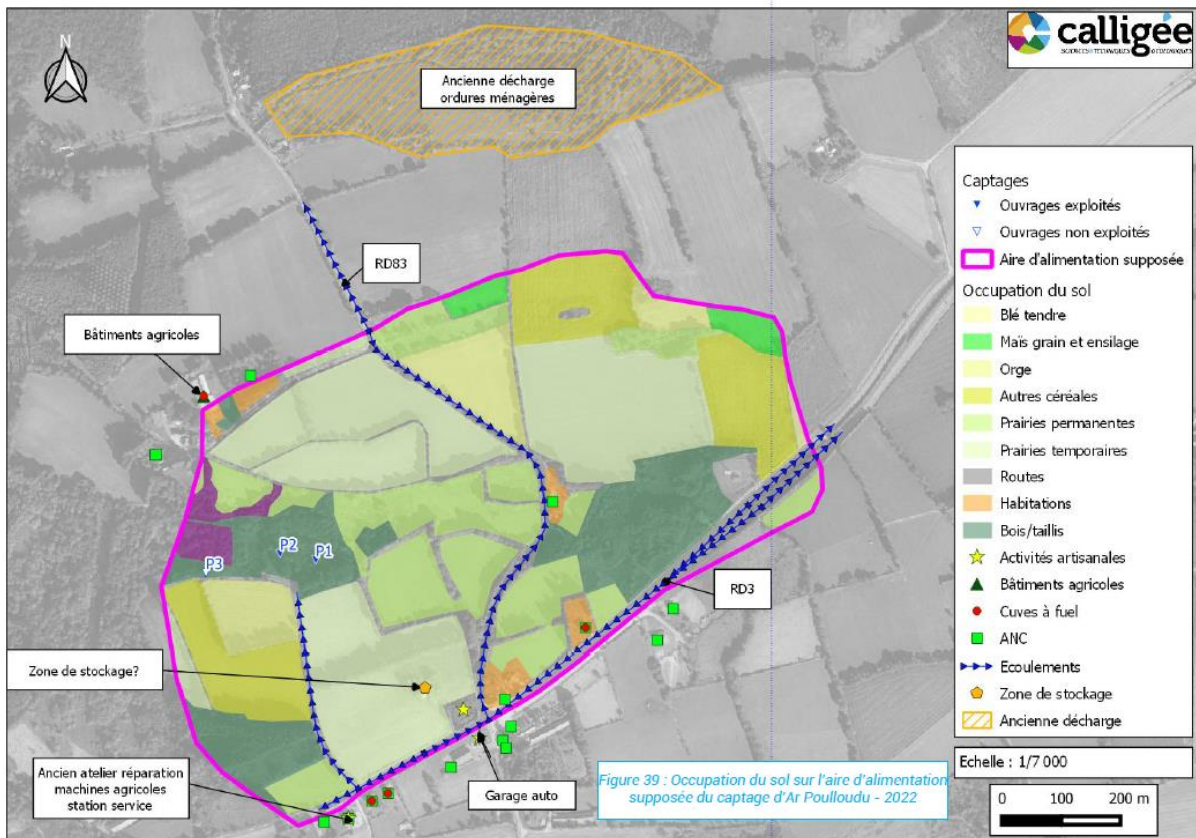 calligée
SCIENCES & TECHNIQUES GÉOLOGIQUES
N
Ancienne décharge
ordures ménagères
RD83
Bâtiments agricoles
P2
P1
P3
RD3
Zone de stockage?
Ancien atelier réparation
machines agricoles
station service
Garage auto
Captages
Ouvrages exploités
Ouvrages non exploités
Aire d'alimentation supposée
Occupation du sol
Blé tendre
Maïs grain et ensilage
Orge
Autres céréales
Prairies permanentes
Prairies temporaires
Routes
Habitations
Bois/taillis
Activités artisanales
Bâtiments agricoles
Cuves à fuel
ANC
Ecoulements
Zone de stockage
Ancienne décharge
Echelle : 1/7 000
0 100 200 m
Figure 39 : Occupation du sol sur l'aire d'alimentation
supposée du captage d'Ar Poulloudu - 2022